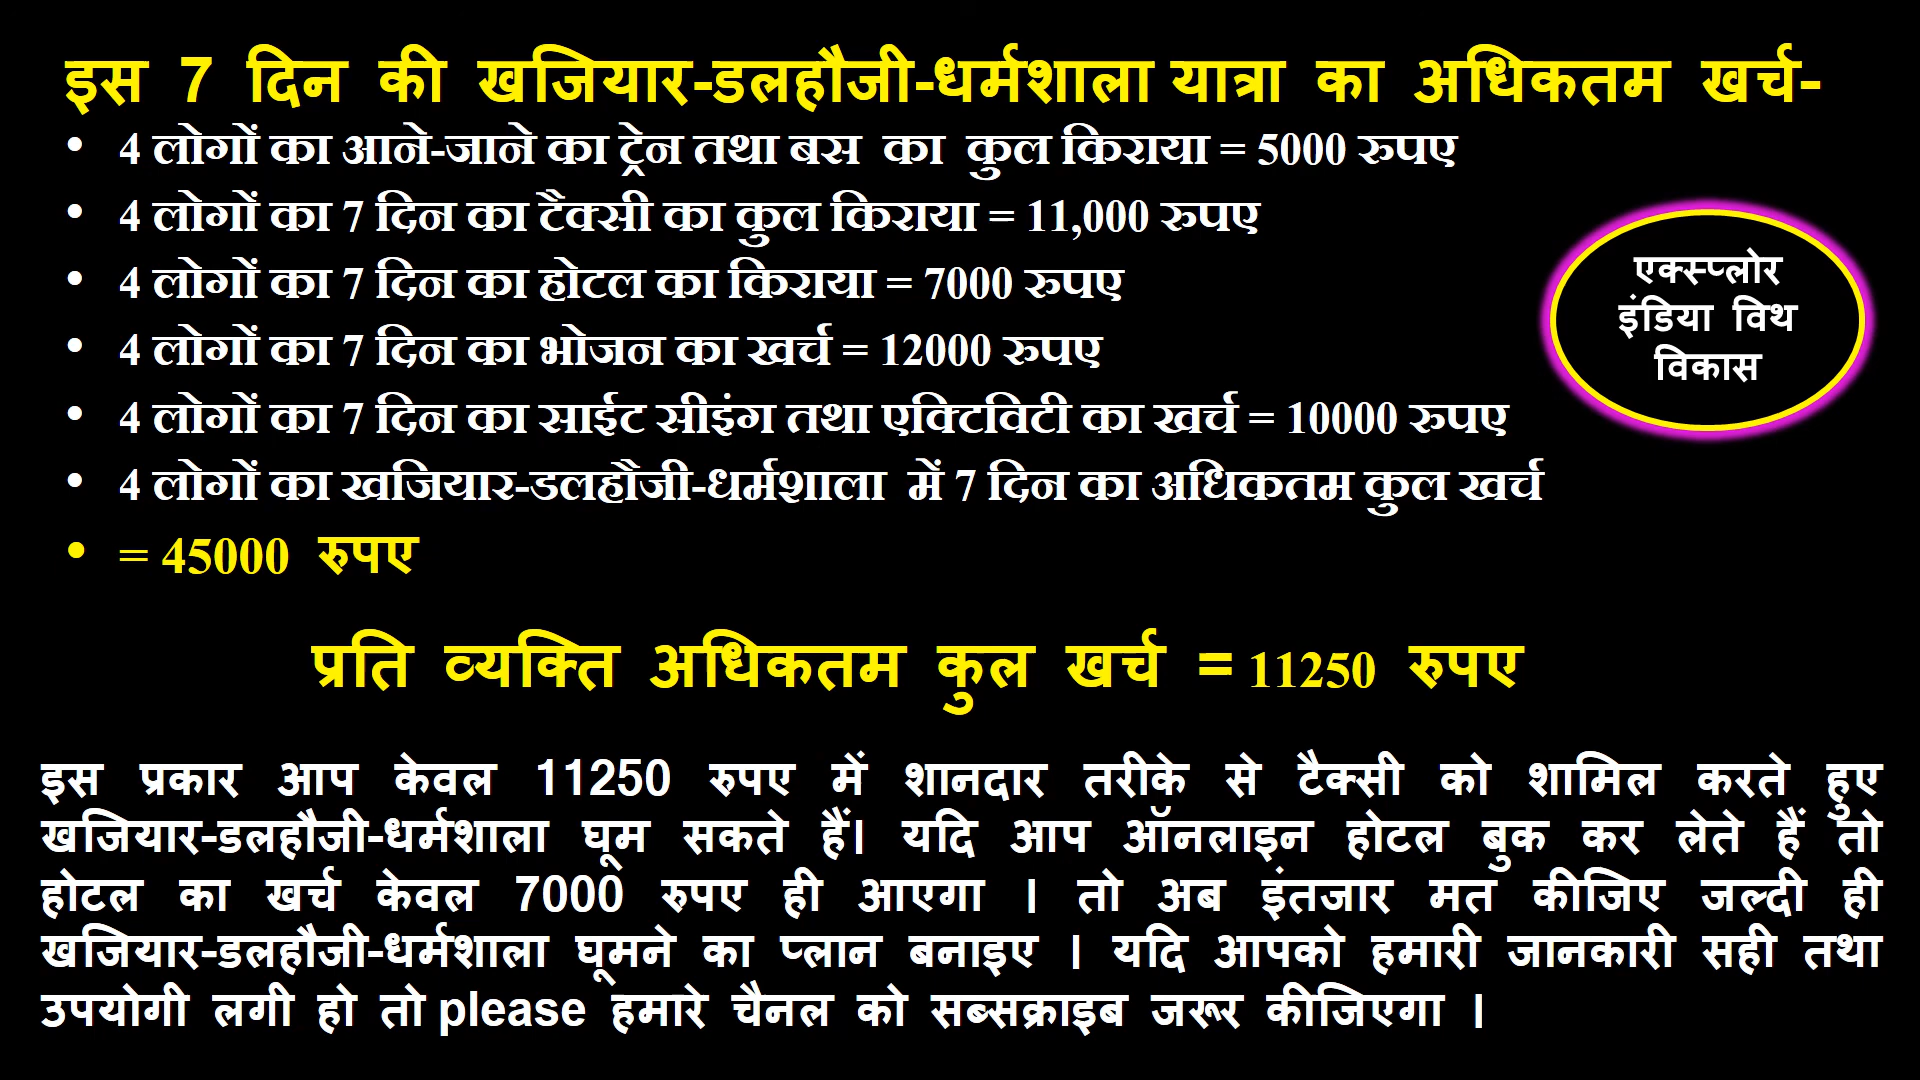 इस 7 दिन की खजियार-डलहौजी-धर्मशाला यात्रा का अधिकतम खर्च-
• 4 लोगों का आने-जाने का ट्रेन तथा बस का कुल किराया = 5000 रुपए
• 4 लोगों का 7 दिन का टैक्सी का कुल किराया = 11,000 रुपए
• 4 लोगों का 7 दिन का होटल का किराया = 7000 रुपए
• 4 लोगों का 7 दिन का भोजन का खर्च = 12000 रुपए
• 4 लोगों का 7 दिन का साईट सीइंग तथा एक्टिविटी का खर्च = 10000 रुपए
• 4 लोगों का खजियार-डलहौजी-धर्मशाला में 7 दिन का अधिकतम कुल खर्च
• = 45000 रुपए
एक्स्प्लोर
इंडिया विथ
विकास
प्रति व्यक्ति अधिकतम कुल खर्च = 11250 रुपए
इस प्रकार आप केवल 11250 रुपए में शानदार तरीके से टैक्सी को शामिल करते हुए
खजियार-डलहौजी-धर्मशाला घूम सकते हैं। यदि आप ऑनलाइन होटल बुक कर लेते हैं तो
होटल का खर्च केवल 7000 रुपए ही आएगा । तो अब इंतजार मत कीजिए जल्दी ही
खजियार-डलहौजी-धर्मशाला घूमने का प्लान बनाइए । यदि आपको हमारी जानकारी सही तथा
उपयोगी लगी हो तो please हमारे चैनल को सब्सक्राइब जरूर कीजिएगा ।